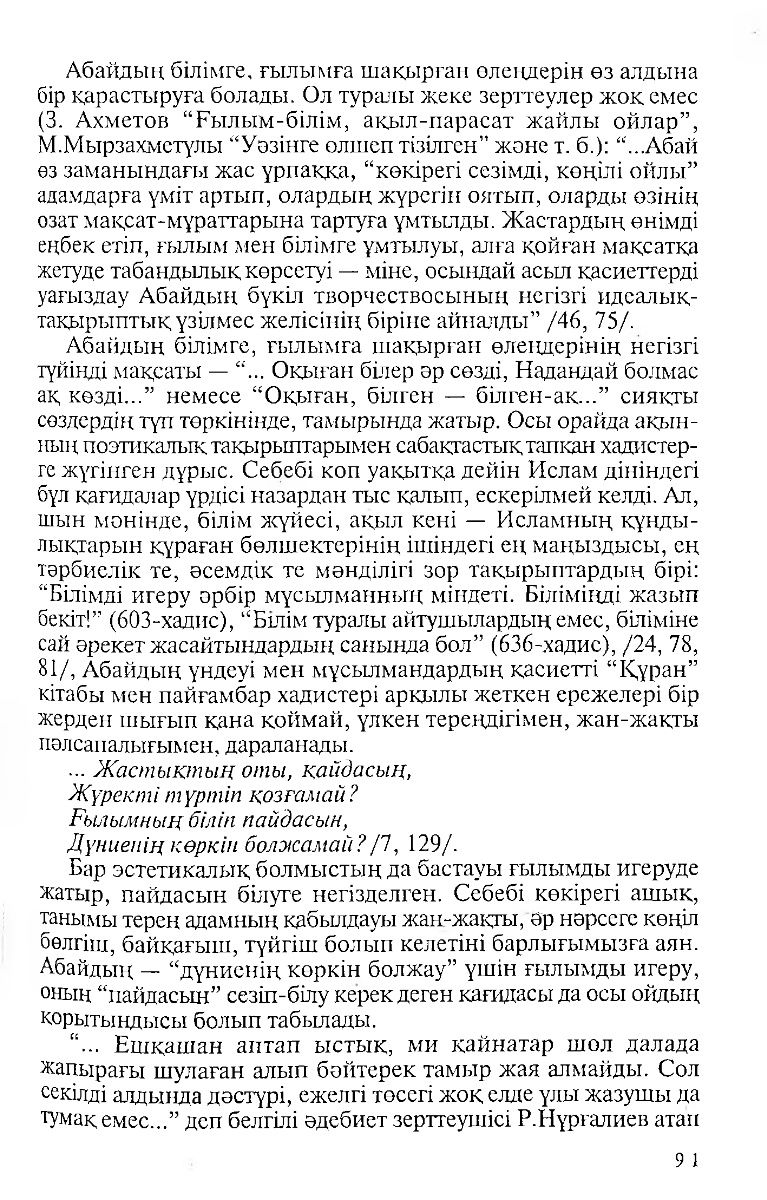 Абайдың білімге, ғылымға шақырған өлеңдерін өз алдына
бір қарастыруға болады. Ол туралы жеке зерттеулер жоқ емес
(З. Ахметов “Ғылым-білім, ақыл-парасат жайлы ойлар”,
М.Мырзахметұлы “Уәзінге өлшеп тізілген” және т. б.): “...Абай
өз заманындағы жас ұрпаққа, “көкірегі сезімді, көңілі ойлы”
адамдарға үміт артып, олардың жүрегін оятып, оларды өзінің
озат мақсат-мұраттарына тартуға ұмтылды. Жастардың өнімді
еңбек етіп, ғылым мен білімге ұмтылуы, алға қойған мақсатқа
жетуде табандылық көрсетуі — міне, осындай асыл қасиеттерді
уағыздау Абайдың бүкіл творчествосының негізгі идеалық-
тақырыптық үзілмес желісінің біріне айналды” /46, 75/.
Абайдың білімге, ғылымға шақырған өлеңдерінің негізгі
түйінді мақсаты — “... Оқыған білер әр сөзді, Надандай болмас
ақ көзді...” немесе “Оқыған, білген — білген-ақ...” сияқты
сөздердің түп төркінінде, тамырында жатыр. Осы орайда ақын-
ның поэтикалық тақырыптарымен сабақтастық тапқан хадистер-
ге жүгінген дұрыс. Себебі көп уақытқа дейін Ислам дініндегі
бұл қағидалар үрдісі назардан тыс қалып, ескерілмей келді. Ал,
шын мәнінде, білім жүйесі, ақыл кені — Исламның құнды-
лықтарын құраған бөлшектерінің ішіндегі ең маңыздысы, ең
тәрбиелік те, әсемдік те мәнділігі зор тақырыптардың бірі:
“Білімді игеру әрбір мұсылманның міндеті. Біліміңді жазып
бекіт!” (603-хадис), “Білім туралы айтушылардың емес, біліміне
сай әрекет жасайтындардың санында бол” (636-хадис), /24, 78,
81/, Абайдың үндеуі мен мұсылмандардың қасиетті “Құран”
кітабы мен пайғамбар хадистері арқылы жеткен ережелері бір
жерден шығып қана қоймай, үлкен тереңдігімен, жан-жақты
пәлсапалығымен, дараланады.
... Жастықтың оты, қайдасың,
Жүректі түртіп қозғамай?
Ғылымның біліп пайдасын,
Дүниенің көркін болжамай? /1, 129/.
Бар эстетикалық болмыстың да бастауы ғылымды игеруде
жатыр, пайдасын білуге негізделген. Себебі көкірегі ашық,
танымы терең адамның қабылдауы жан-жақты, әр нәрсеге көңіл
бөлгіш, байқағыш, түйгіш болып келетіні барлығымызға аян.
Абайдың — “дүниенің көркін болжау” үшін ғылымды игеру,
оның “пайдасын” сезіп-білу керек деген қағидасы да осы ойдың
қорытындысы болып табылады.
“... Ешқашан аптап ыстық, ми қайнатар шөл далада
жапырағы шулаған алып бәйтерек тамыр жая алмайды. Сол
секілді алдында дәстүрі, ежелгі төсегі жоқ елде ұлы жазушы да
тумақ емес...” деп белгілі әдебиет зерттеушісі Р.Нұрғалиев атап
91